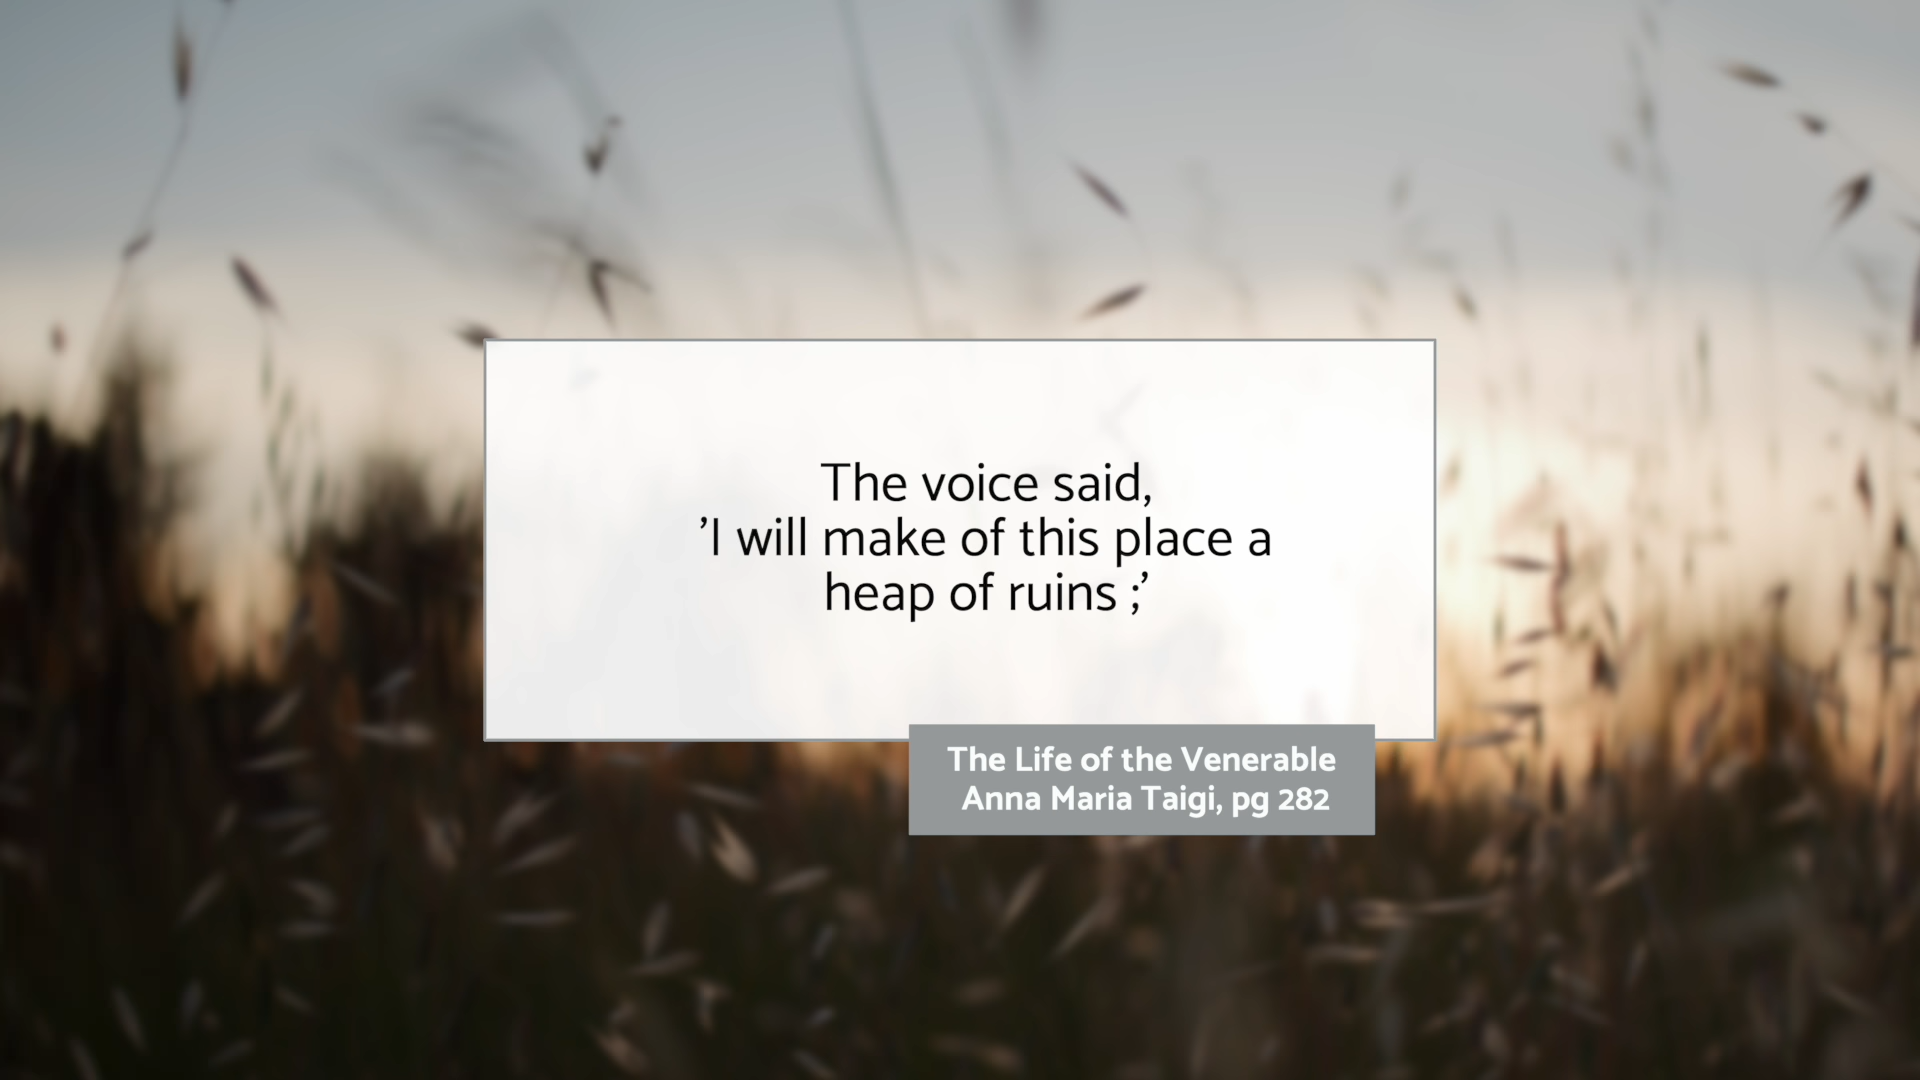 The voice said,
’I will make of this place a
heap of ruins ;’
The Life of the Venerable
Anna Maria Taigi, pg 282